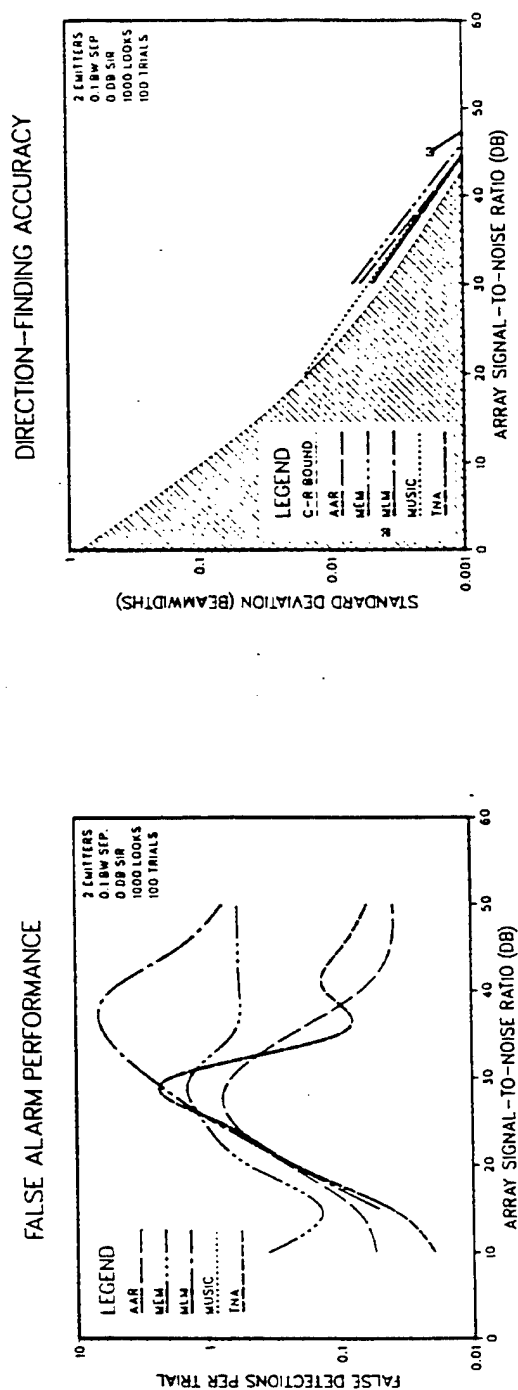 FALSE ALARM PERFORMANCE
2 EMITTERS
0.1 BW SEP.
0 DB SIR
1000 LOOKS
100 TRIALS
LEGEND
AAR
MEM
MLM
MUSIC
TNA
FALSE DETECTIONS PER TRIAL
10
1
0.1
0.01
0 10 20 30 40 50 60
ARRAY SIGNAL-TO-NOISE RATIO (DB)
DIRECTION-FINDING ACCURACY
2 EMITTERS
0.1 BW SEP
0 DB SIR
1000 LOOKS
100 TRIALS
LEGEND
C-R BOUND
AAR
MEM
MLM
MUSIC
TNA
STANDARD DEVIATION (BEAMWIDTHS)
1
0.1
0.01
0.001
0 10 20 30 40 50 60
ARRAY SIGNAL-TO-NOISE RATIO (DB)